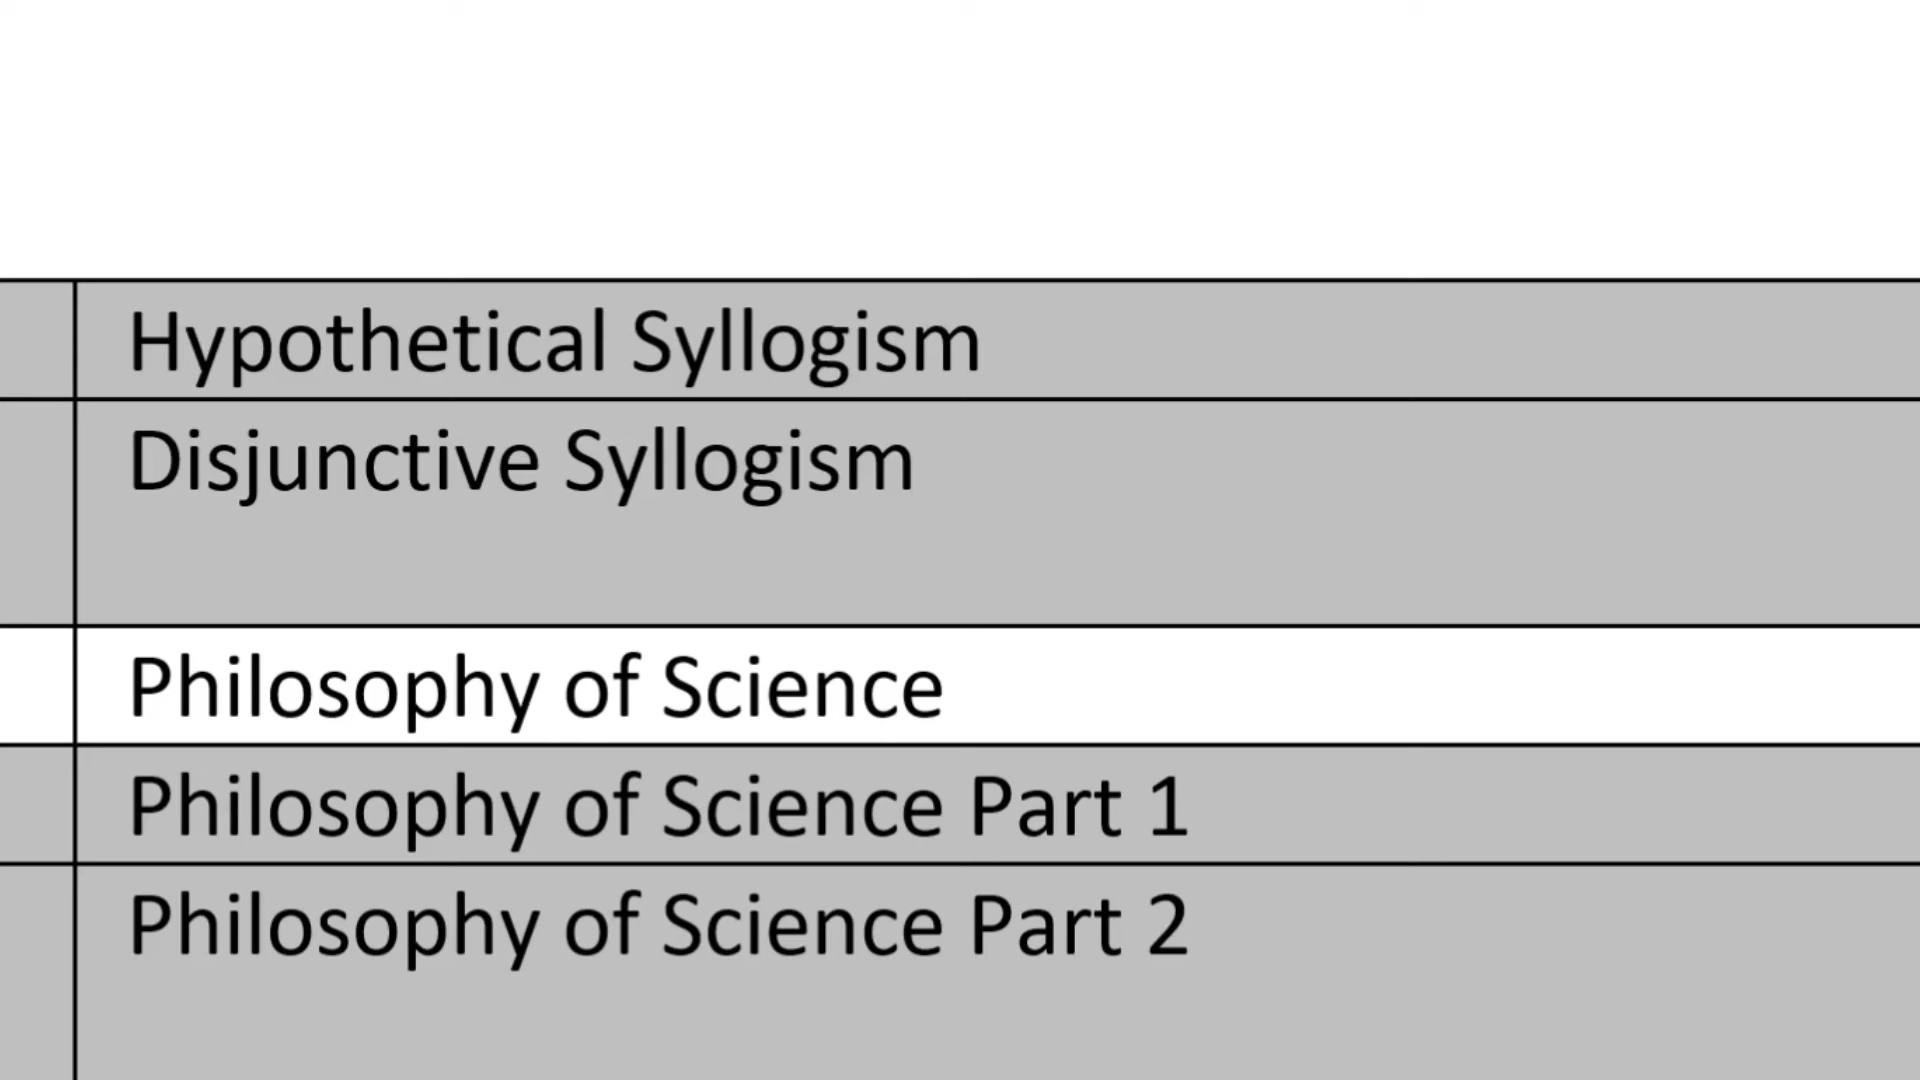 Hypothetical Syllogism
Disjunctive Syllogism
Philosophy of Science
Philosophy of Science Part 1
Philosophy of Science Part 2